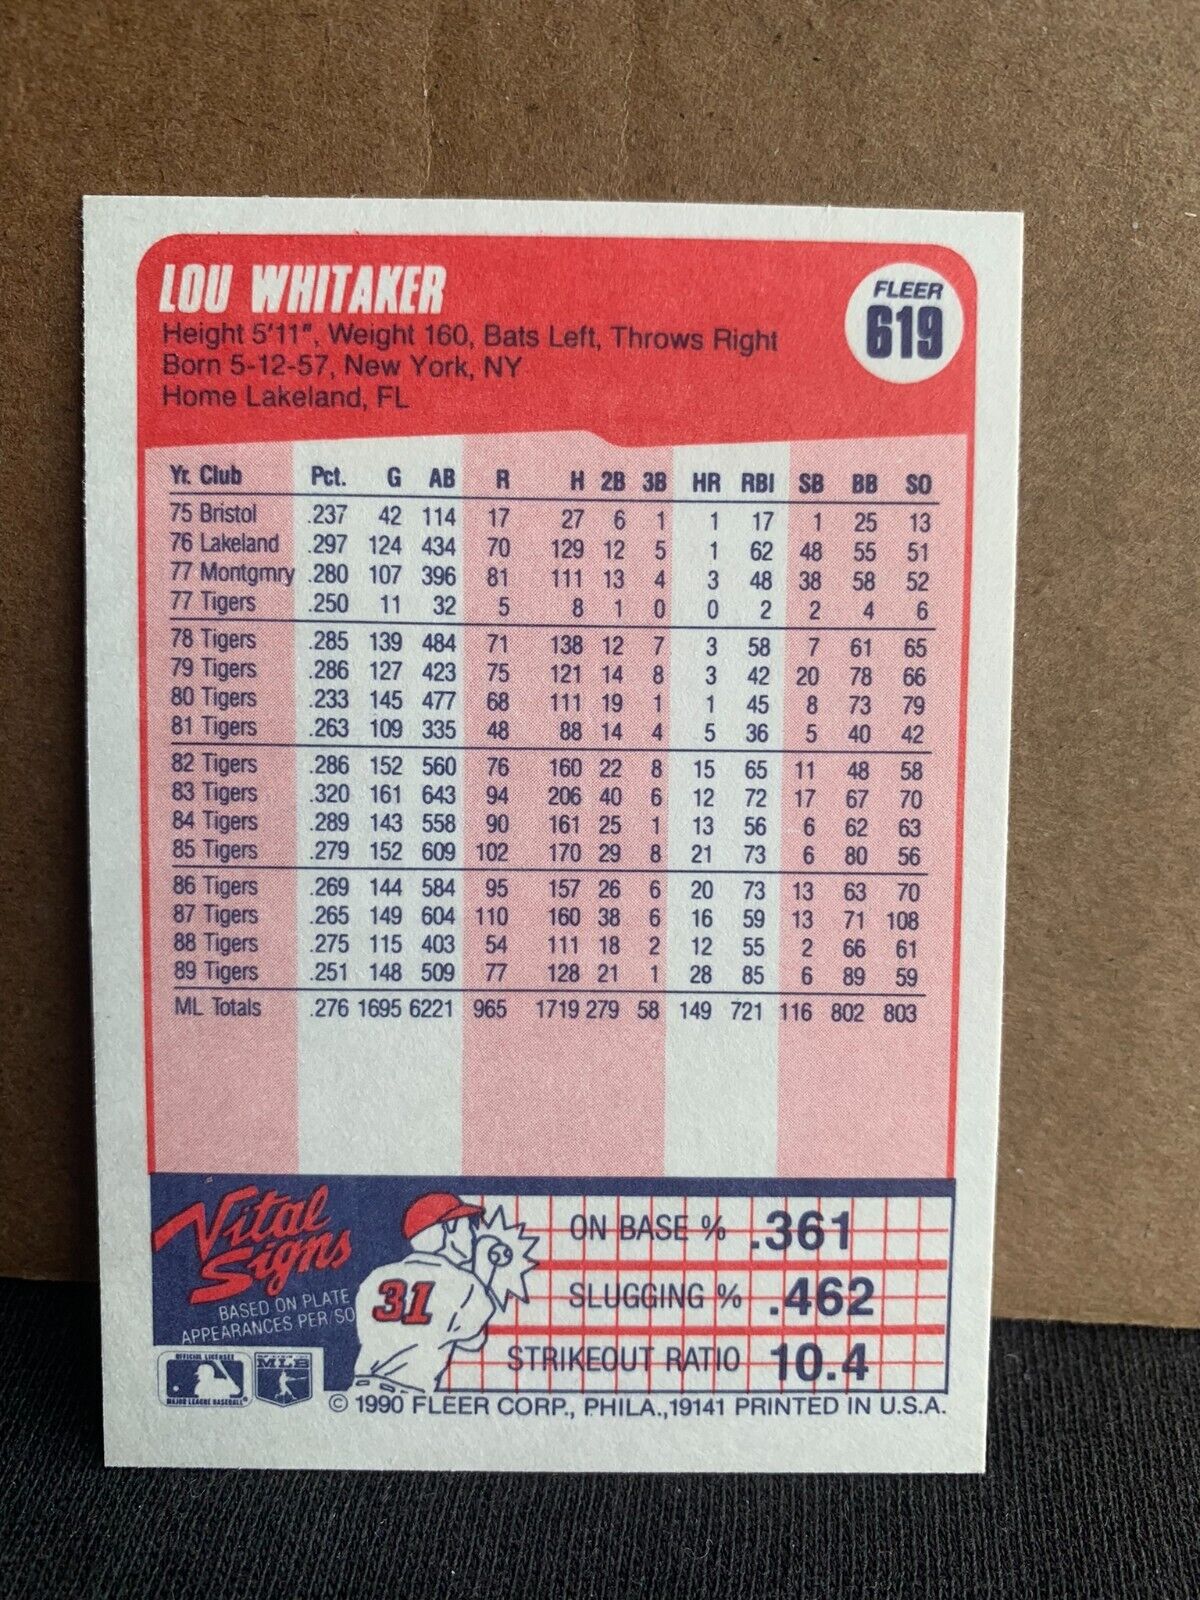 LOU WHITAKER
FLEER
619
Height 5'11", Weight 160, Bats Left, Throws Right
Born 5-12-57, New York, NY
Home Lakeland, FL
Yr. Club Pct. G AB R H 2B 3B HR RBI SB BB SO
75 Bristol .237 42 114 17 27 6 1 1 17 1 25 13
76 Lakeland .297 124 434 70 129 12 5 1 62 48 55 51
77 Montgmry .280 107 396 81 111 13 4 3 48 38 58 52
77 Tigers .250 11 32 5 8 1 0 0 2 2 4 6
78 Tigers .285 139 484 71 138 12 7 3 58 7 61 65
79 Tigers .286 127 423 75 121 14 8 3 42 20 78 66
80 Tigers .233 145 477 68 111 19 1 1 45 8 73 79
81 Tigers .263 109 335 48 88 14 4 5 36 5 40 42
82 Tigers .286 152 560 76 160 22 8 15 65 11 48 58
83 Tigers .320 161 643 94 206 40 6 12 72 17 67 70
84 Tigers .289 143 558 90 161 25 1 13 56 6 62 63
85 Tigers .279 152 609 102 170 29 8 21 73 6 80 56
86 Tigers .269 144 584 95 157 26 6 20 73 13 63 70
87 Tigers .265 149 604 110 160 38 6 16 59 13 71 108
88 Tigers .275 115 403 54 111 18 2 12 55 2 66 61
89 Tigers .251 148 509 77 128 21 1 28 85 6 89 59
ML Totals .276 1695 6221 965 1719 279 58 149 721 116 802 803
Vital
Signs
BASED ON PLATE
APPEARANCES PER/SO
31
ON BASE % .361
SLUGGING % .462
STRIKEOUT RATIO 10.4
OFFICIAL LICENSEE
MAJOR LEAGUE BASEBALL
MLB
© 1990 FLEER CORP., PHILA.,19141 PRINTED IN U.S.A.